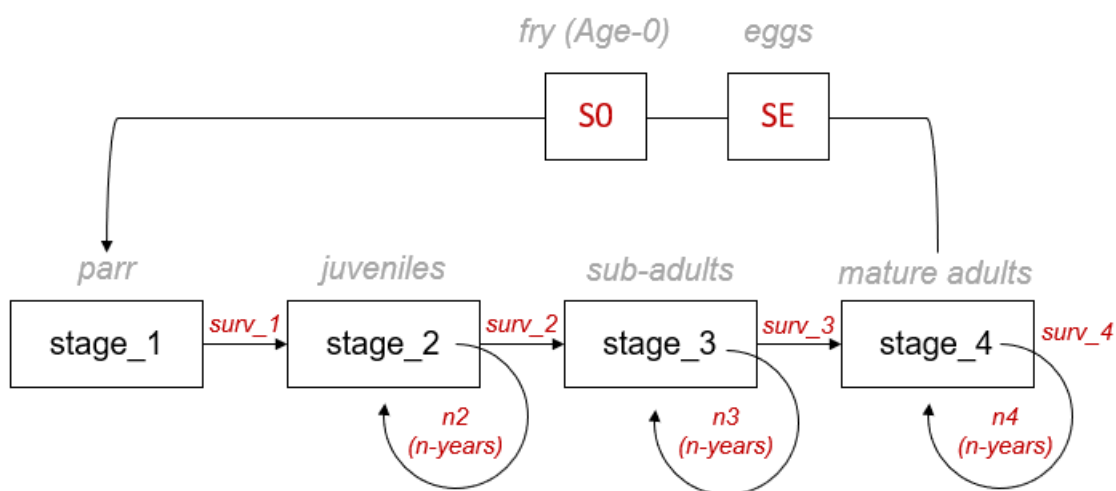 fry (Age-0)
eggs
S0
SE
parr
juveniles
sub-adults
mature adults
stage_1
surv_1
stage_2
surv_2
stage_3
surv_3
stage_4
surv_4
n2
(n-years)
n3
(n-years)
n4
(n-years)